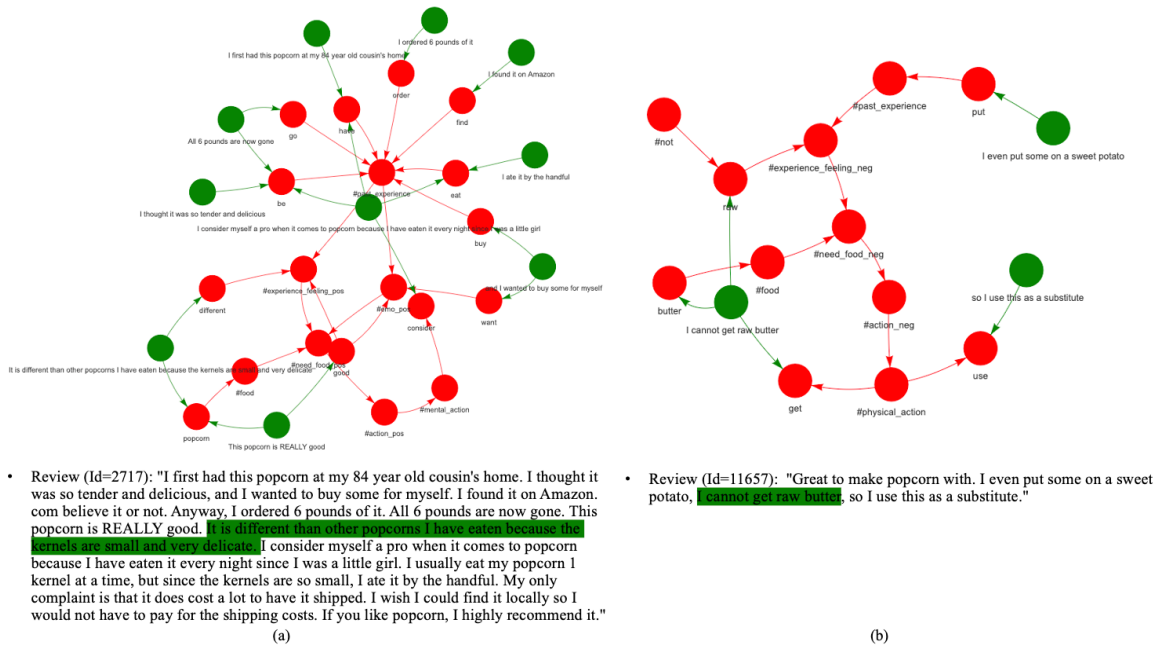 I ordered 6 pounds of it
I first had this popcorn at my 84 year old cousin's home
I found it on Amazon
order
find
have
go
All 6 pounds are now gone
I ate it by the handful
eat
#past_experience
be
I thought it was so tender and delicious
buy
I consider myself a pro when it comes to popcorn because I have eaten it every night since I was a little girl
and I wanted to buy some for myself
#experience_feeling_pos
different
#emo_pos
want
consider
#need_food_pos
good
It is different than other popcorns I have eaten because the kernels are small and very delicate
#food
#mental_action
popcorn
#action_pos
This popcorn is REALLY good
• Review (Id=2717): "I first had this popcorn at my 84 year old cousin's home. I thought it
was so tender and delicious, and I wanted to buy some for myself. I found it on Amazon.
com believe it or not. Anyway, I ordered 6 pounds of it. All 6 pounds are now gone. This
popcorn is REALLY good. It is different than other popcorns I have eaten because the
kernels are small and very delicate. I consider myself a pro when it comes to popcorn
because I have eaten it every night since I was a little girl. I usually eat my popcorn 1
kernel at a time, but since the kernels are so small, I ate it by the handful. My only
complaint is that it does cost a lot to have it shipped. I wish I could find it locally so I
would not have to pay for the shipping costs. If you like popcorn, I highly recommend it."
(a)
#past_experience
put
#not
I even put some on a sweet potato
#experience_feeling_neg
raw
#need_food_neg
#food
so I use this as a substitute
butter
I cannot get raw butter
#action_neg
use
get
#physical_action
• Review (Id=11657): "Great to make popcorn with. I even put some on a sweet
potato, I cannot get raw butter, so I use this as a substitute."
(b)